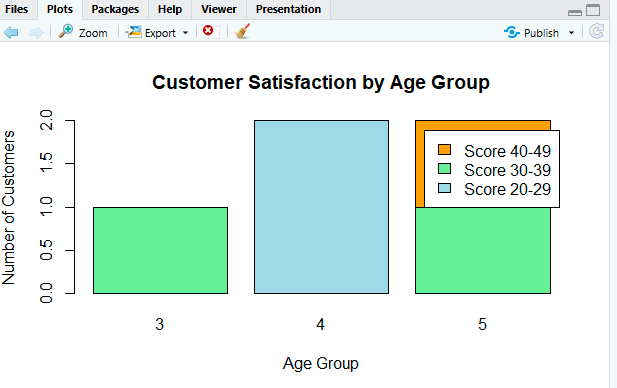 Files Plots Packages Help Viewer Presentation
Zoom Export Publish
Customer Satisfaction by Age Group
Number of Customers
2.0
1.5
1.0
0.5
0.0
Score 40-49
Score 30-39
Score 20-29
3 4 5
Age Group